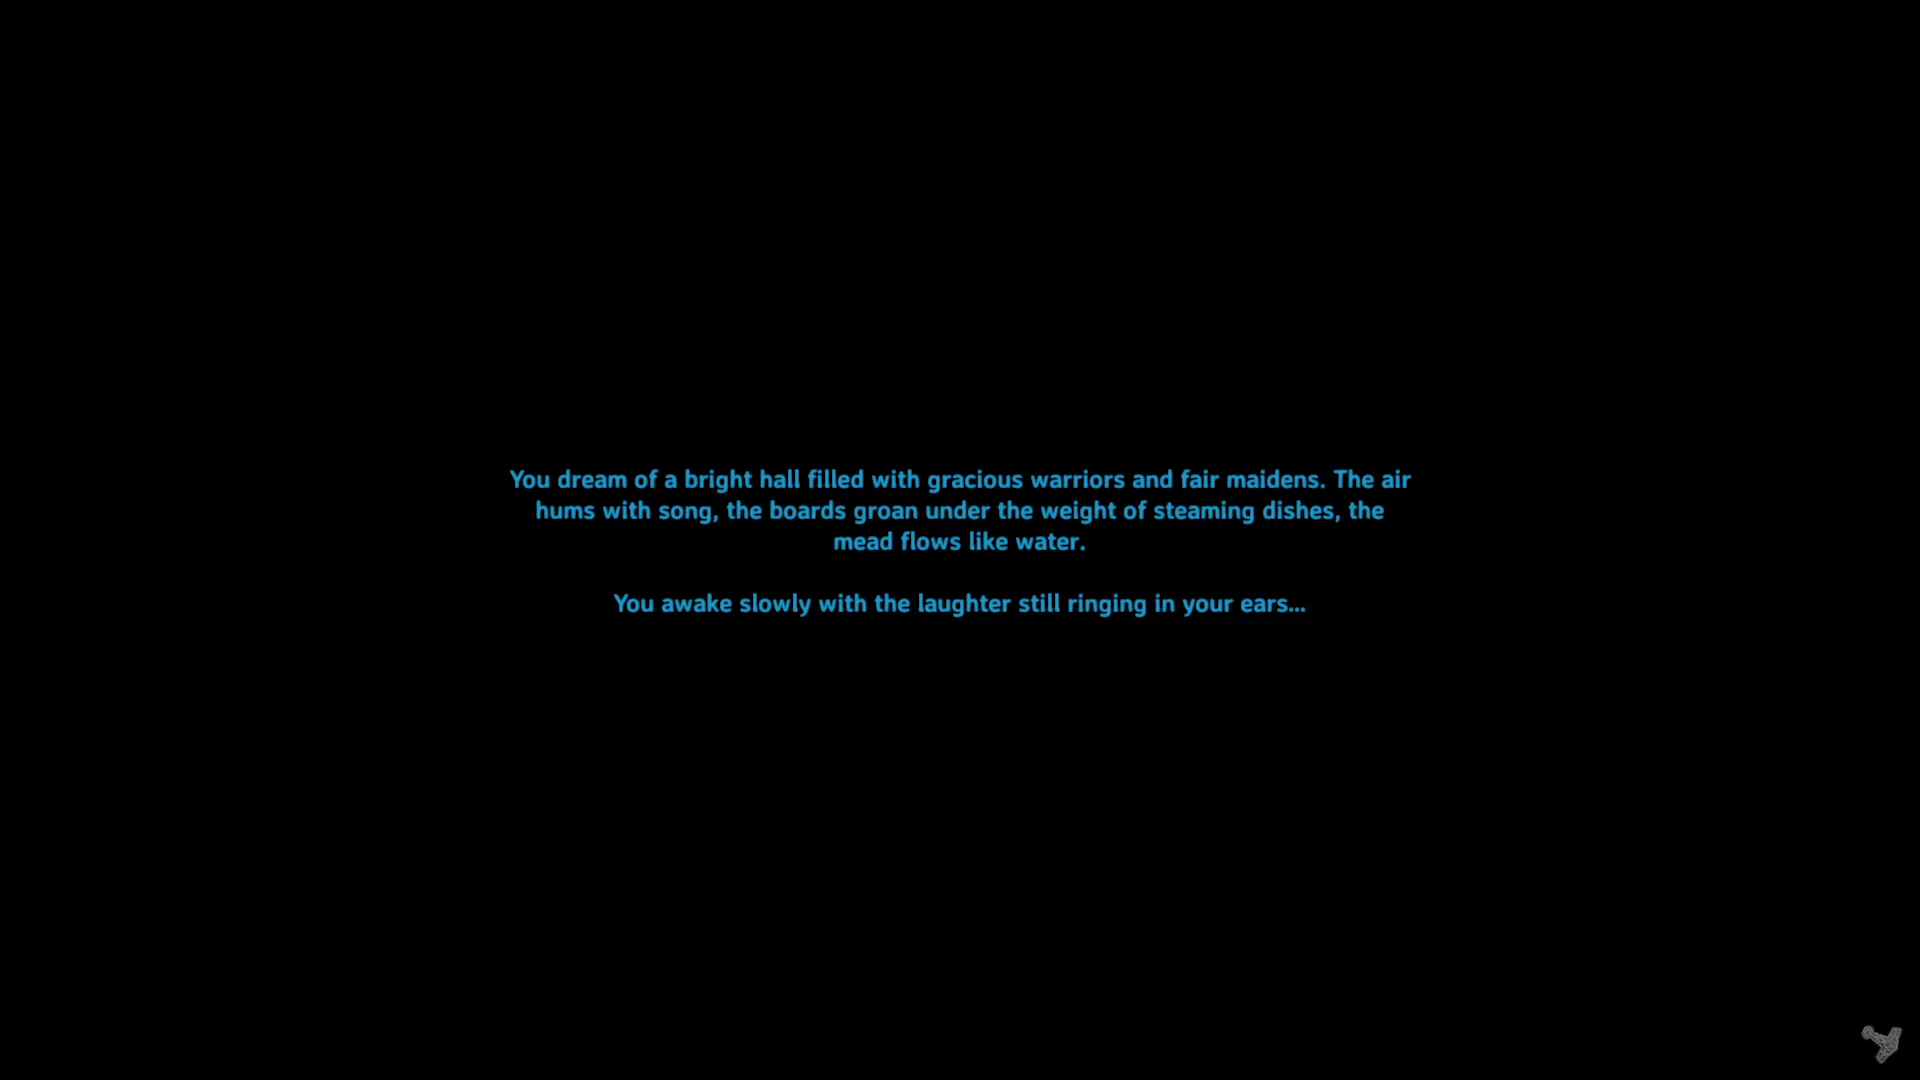 You dream of a bright hall filled with gracious warriors and fair maidens. The air
hums with song, the boards groan under the weight of steaming dishes, the
mead flows like water.
You awake slowly with the laughter still ringing in your ears...